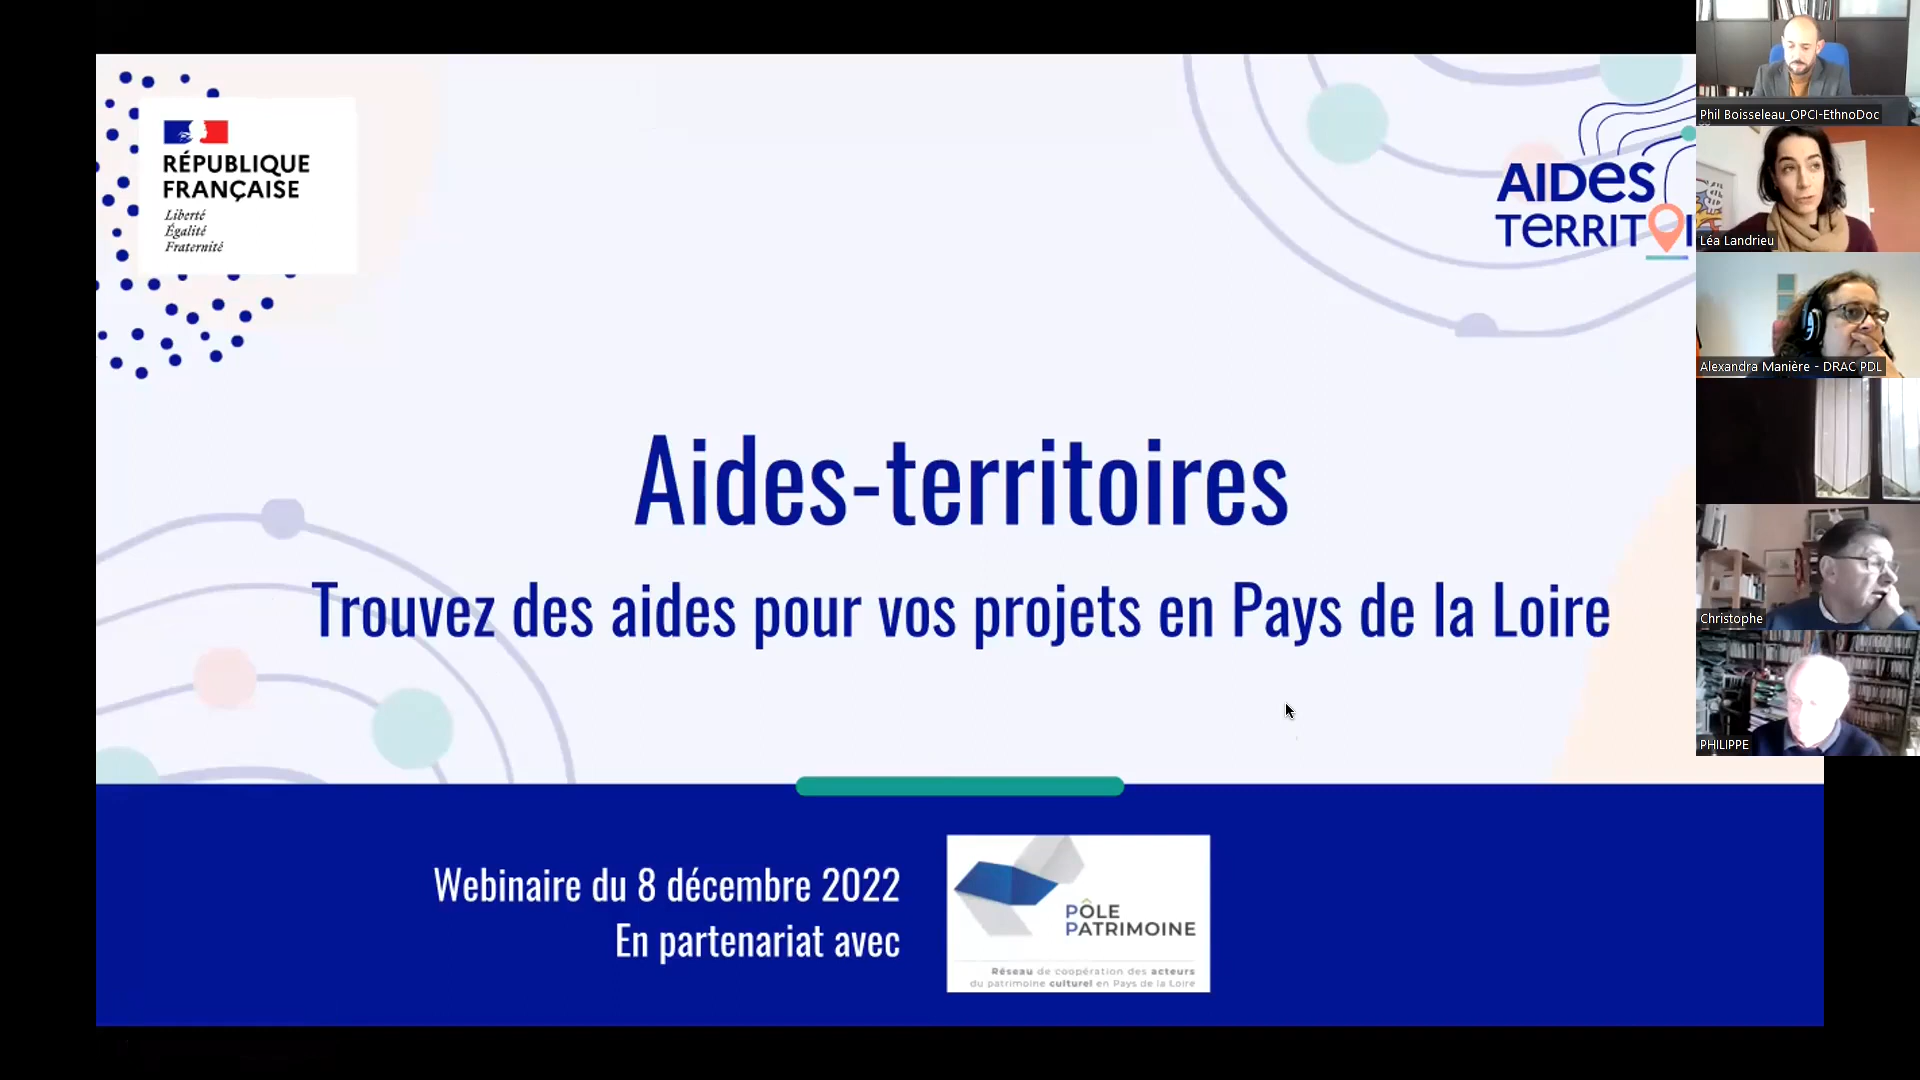 RÉPUBLIQUE
FRANÇAISE
Liberté
Égalité
Fraternité
AIDes
TeRRITOI
Aides-territoires
Trouvez des aides pour vos projets en Pays de la Loire
Webinaire du 8 décembre 2022
En partenariat avec
PÔLE
PATRIMOINE
Réseau de coopération des acteurs
du patrimoine culturel en Pays de la Loire
Phil Boisseleau_OPCI-EthnoDoc
Léa Landrieu
Alexandra Manière - DRAC PDL
Christophe
PHILIPPE